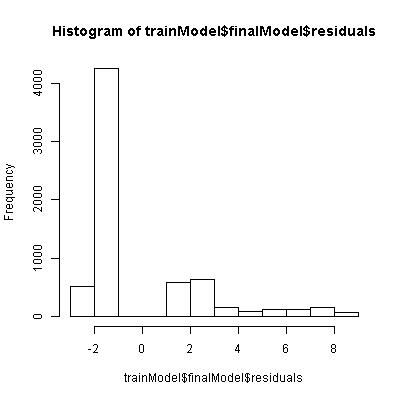 Histogram of trainModel$finalModel$residuals
Frequency
4000
3000
2000
1000
0
-2 0 2 4 6 8
trainModel$finalModel$residuals